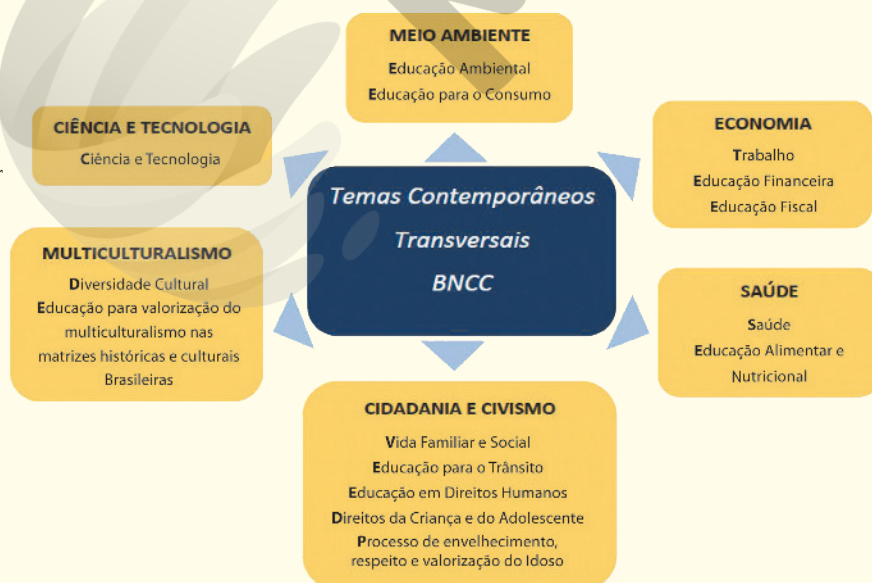 MEIO AMBIENTE
Educação Ambiental
Educação para o Consumo
CIÊNCIA E TECNOLOGIA
Ciência e Tecnologia
ECONOMIA
Trabalho
Educação Financeira
Educação Fiscal
Temas Contemporâneos
Transversais
BNCC
MULTICULTURALISMO
Diversidade Cultural
Educação para valorização do
multiculturalismo nas
matrizes históricas e culturais
Brasileiras
SAÚDE
Saúde
Educação Alimentar e
Nutricional
CIDADANIA E CIVISMO
Vida Familiar e Social
Educação para o Trânsito
Educação em Direitos Humanos
Direitos da Criança e do Adolescente
Processo de envelhecimento,
respeito e valorização do Idoso